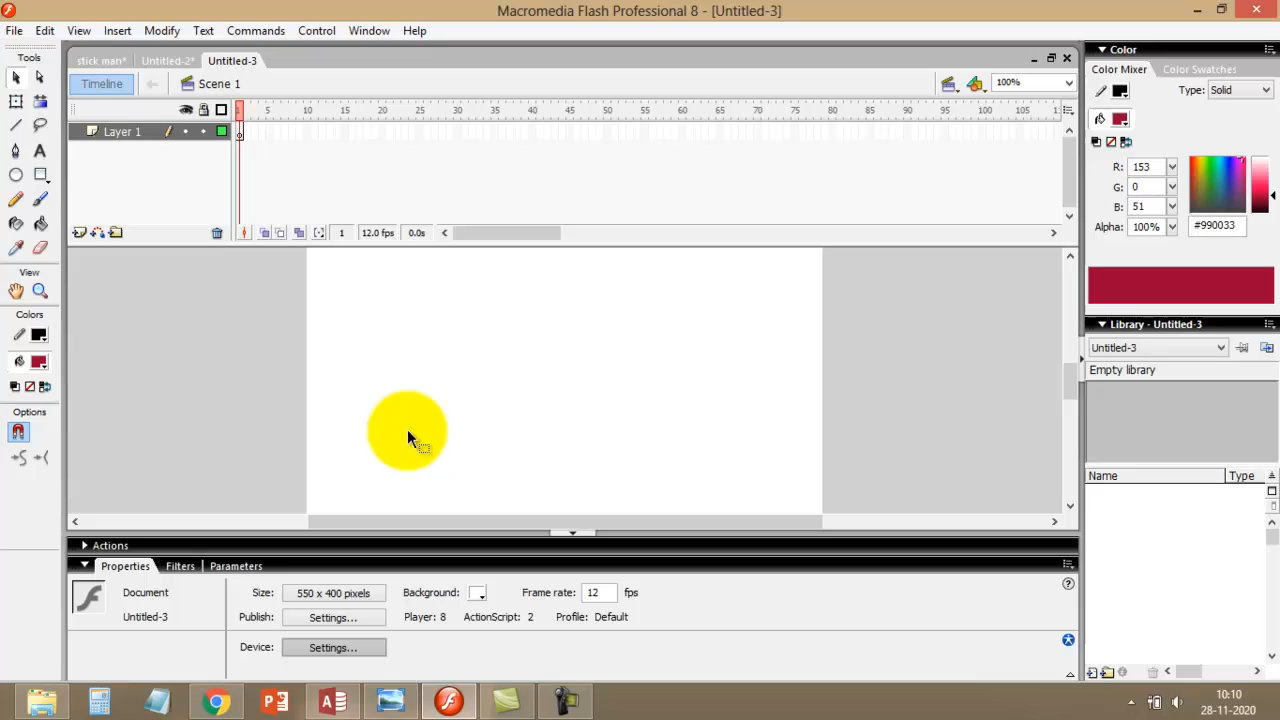 Macromedia Flash Professional 8 - [Untitled-3]
File Edit View Insert Modify Text Commands Control Window Help
Tools
stick man* Untitled-2* Untitled-3
Timeline Scene 1 100%
5 10 15 20 25 30 35 40 45 50 55 60 65 70 75 80 85 90 95 100 105
Layer 1
1 12.0 fps 0.0s
View
Colors
Options
Color
Color Mixer Color Swatches
Type: Solid
R: 153
G: 0
B: 51
Alpha: 100% #990033
Library - Untitled-3
Untitled-3
Empty library
Name Type
Actions
Properties Filters Parameters
Document
Untitled-3
Size: 550 x 400 pixels Background: Frame rate: 12 fps
Publish: Settings... Player: 8 ActionScript: 2 Profile: Default
Device: Settings...
10:10
28-11-2020